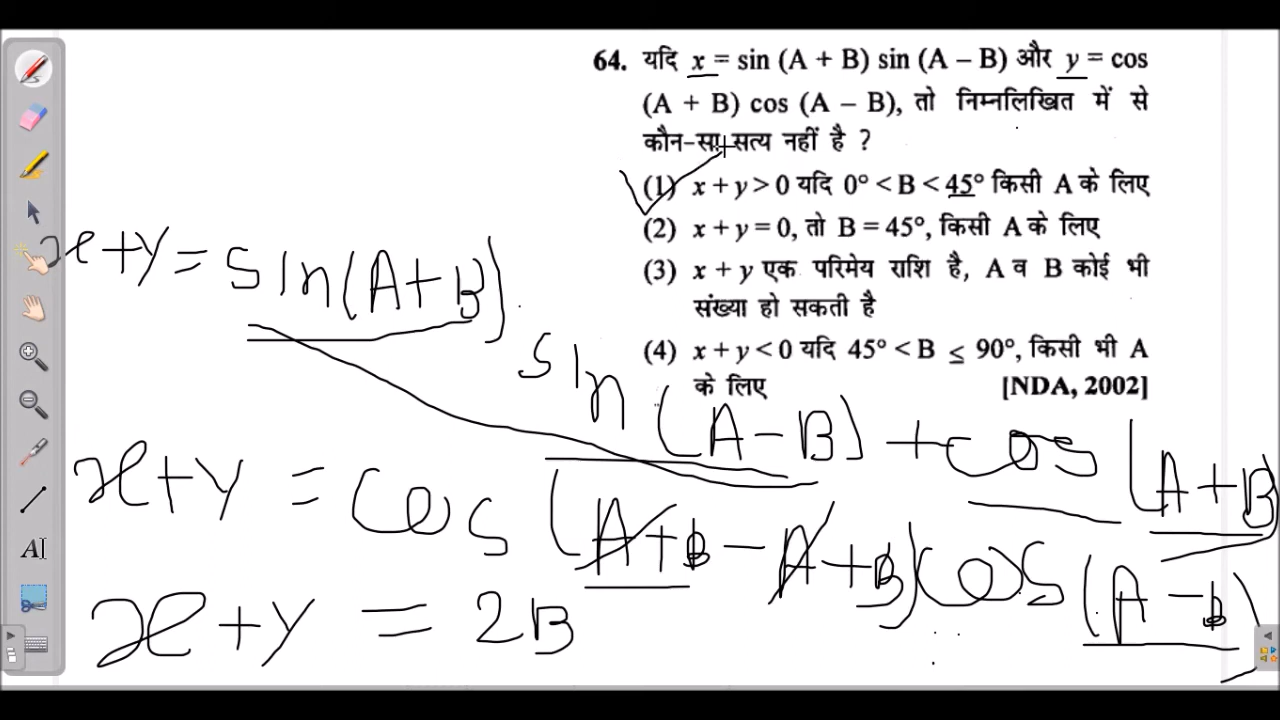 64. यदि x = sin (A + B) sin (A – B) और y = cos
(A + B) cos (A – B), तो निम्नलिखित में से
कौन-सा सत्य नहीं है ?
(1) x + y > 0 यदि 0° < B < 45° किसी A के लिए
(2) x + y = 0, तो B = 45°, किसी A के लिए
(3) x + y एक परिमेय राशि है, A व B कोई भी
संख्या हो सकती है
(4) x + y < 0 यदि 45° < B ≤ 90°, किसी भी A
के लिए [NDA, 2002]
x+y = sin(A+B)
sin (A-B) + cos (A+B)
cos (A-B)
x+y = cos (A+B - A+B)
x+y = 2B
A